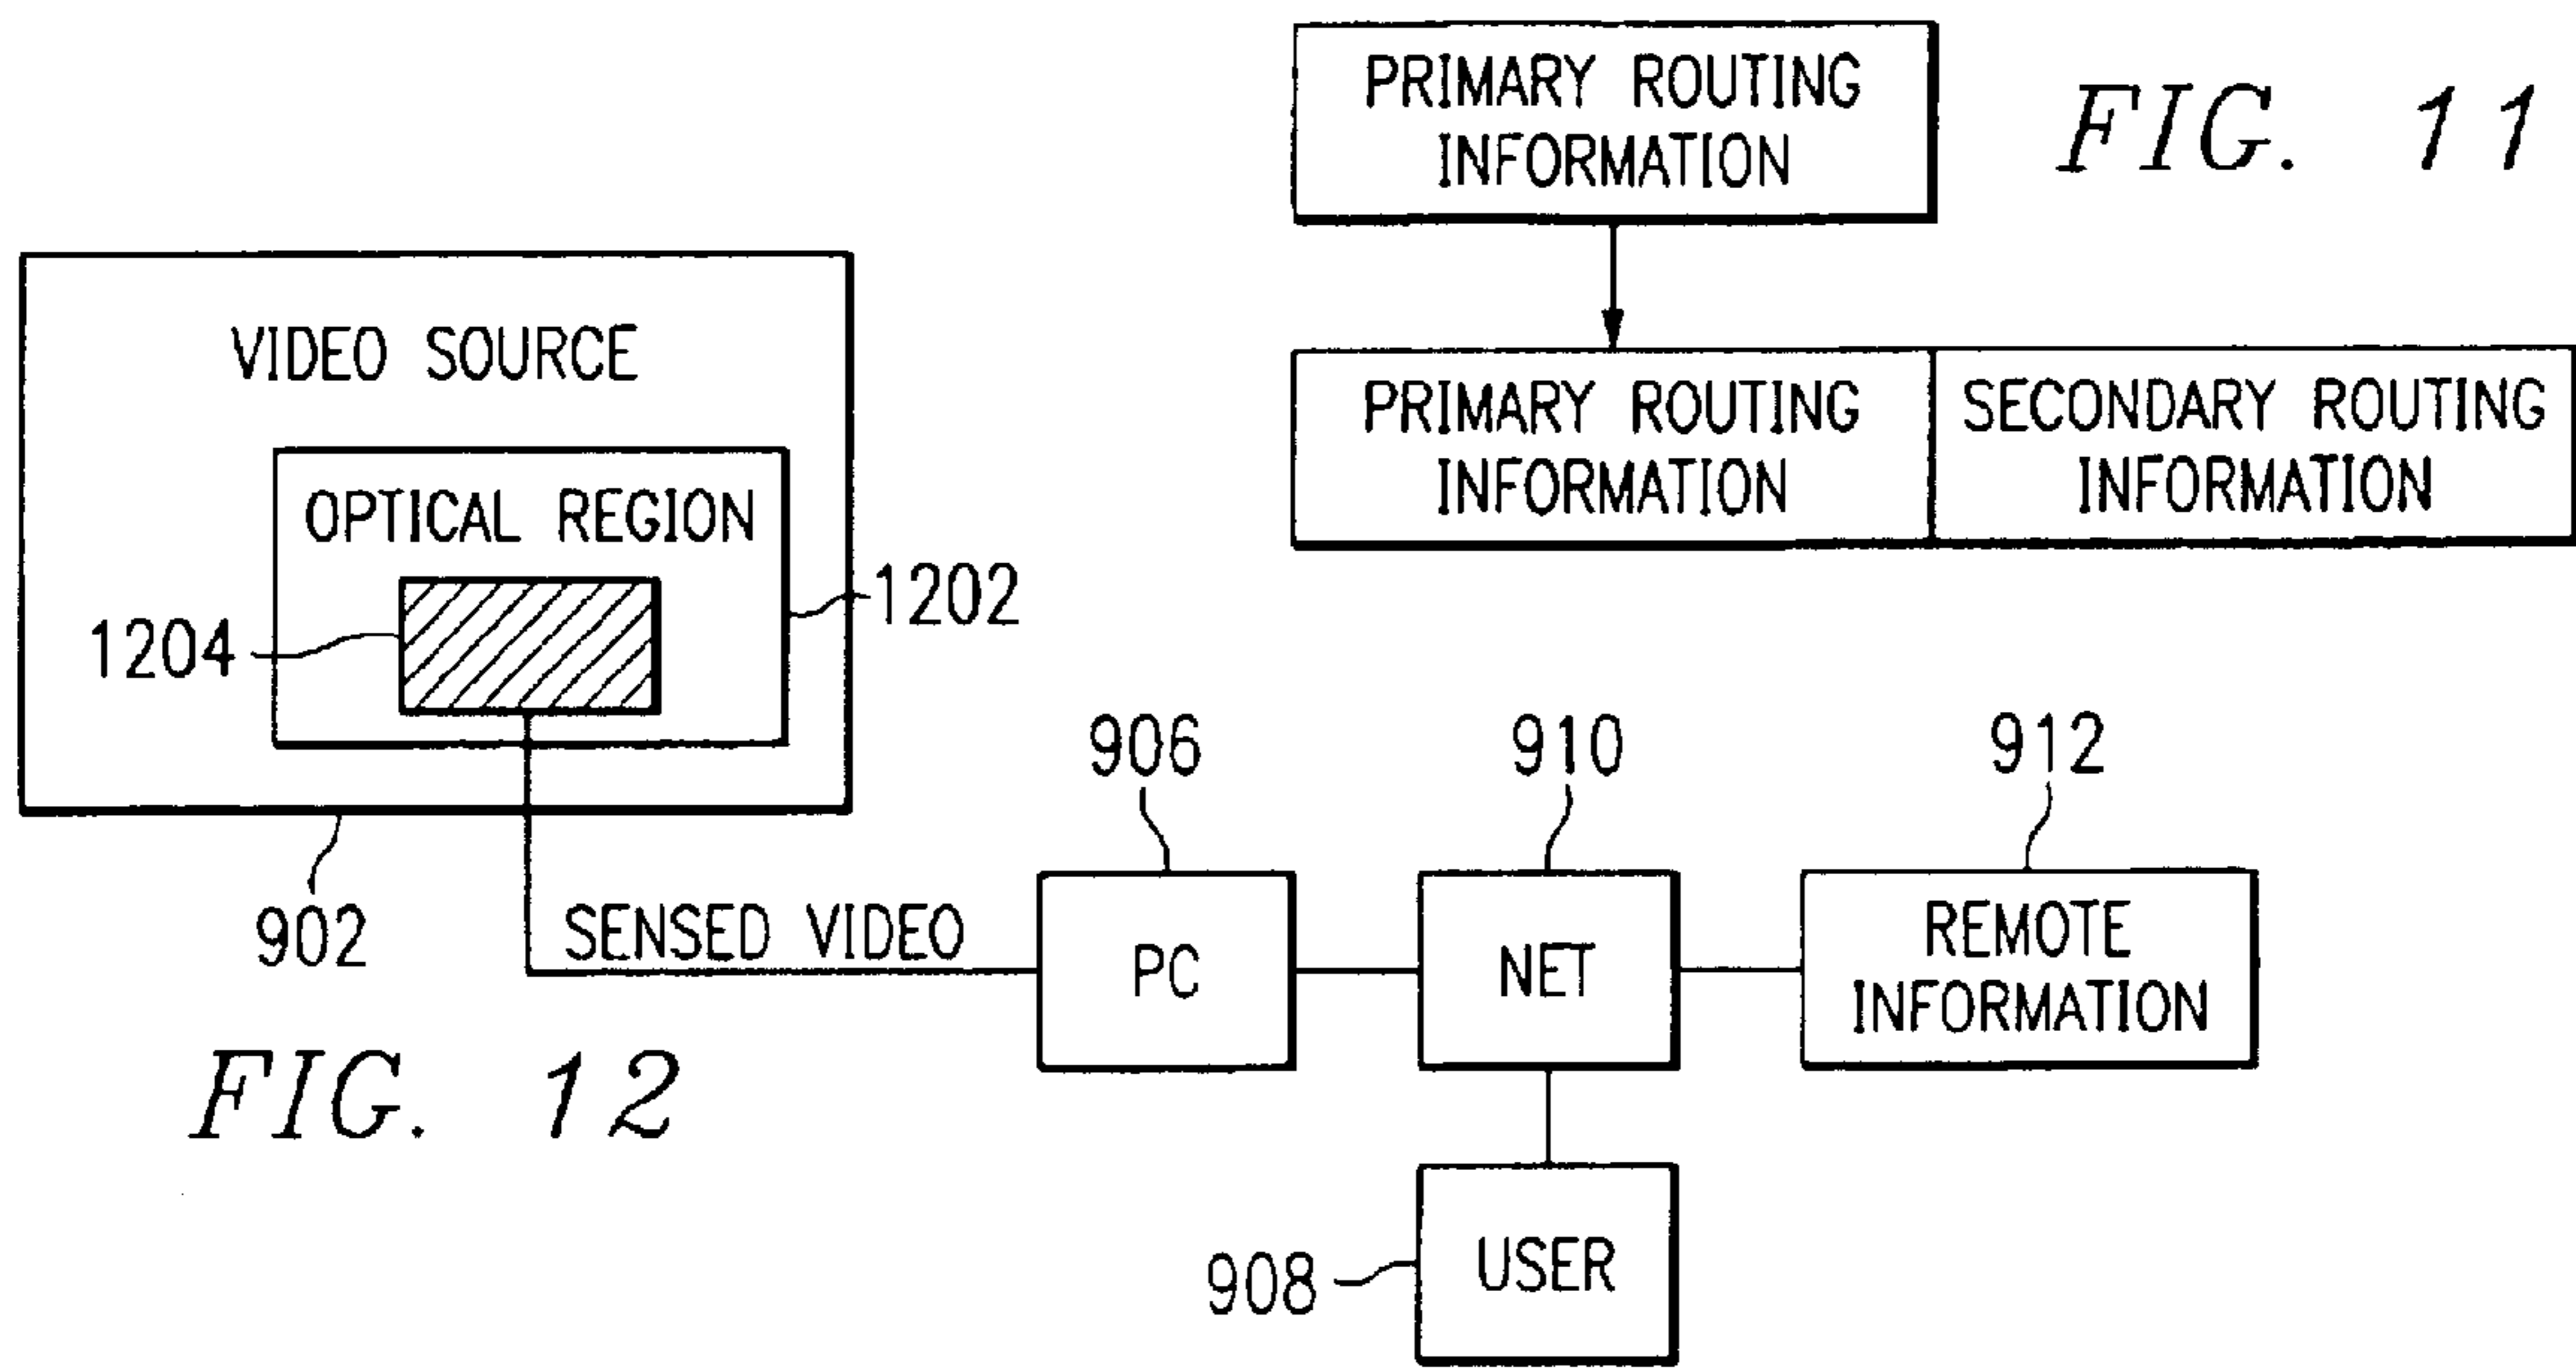 PRIMARY ROUTING
INFORMATION
FIG. 11
PRIMARY ROUTING
INFORMATION
SECONDARY ROUTING
INFORMATION
VIDEO SOURCE
OPTICAL REGION
1202
1204
902
SENSED VIDEO
906
PC
910
NET
912
REMOTE
INFORMATION
908
USER
FIG. 12